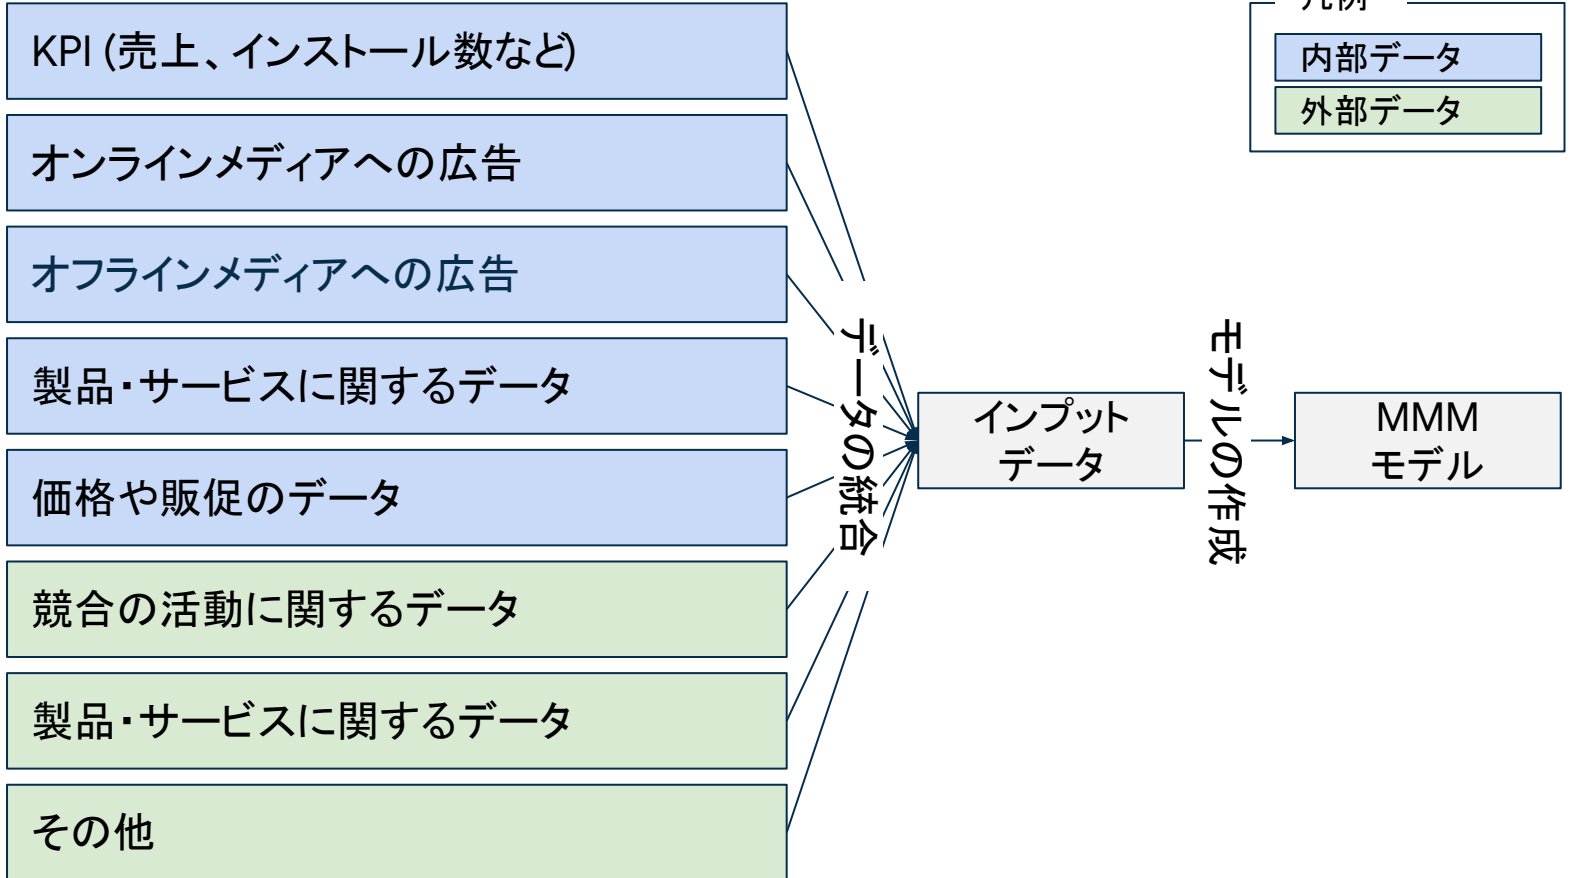 KPI (売上、インストール数など)
オンラインメディアへの広告
オフラインメディアへの広告
製品・サービスに関するデータ
価格や販促のデータ
競合の活動に関するデータ
製品・サービスに関するデータ
その他
データの統合
インプット
データ
モデルの作成
MMM
モデル
凡例
内部データ
外部データ